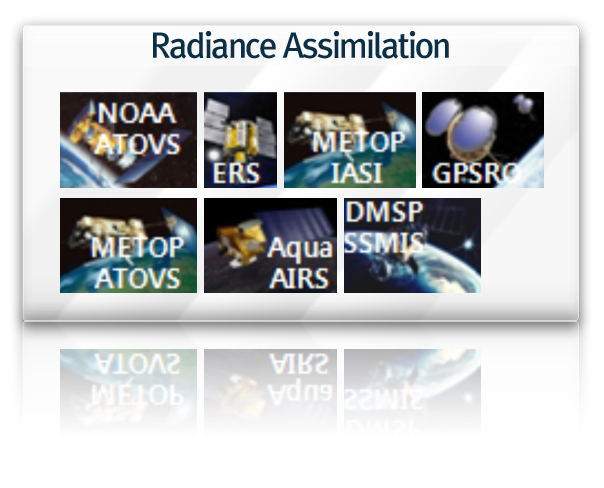 Radiance Assimilation
NOAA
ATOVS
ERS
METOP
IASI
GPSRO
METOP
ATOVS
Aqua
AIRS
DMSP
SSMIS